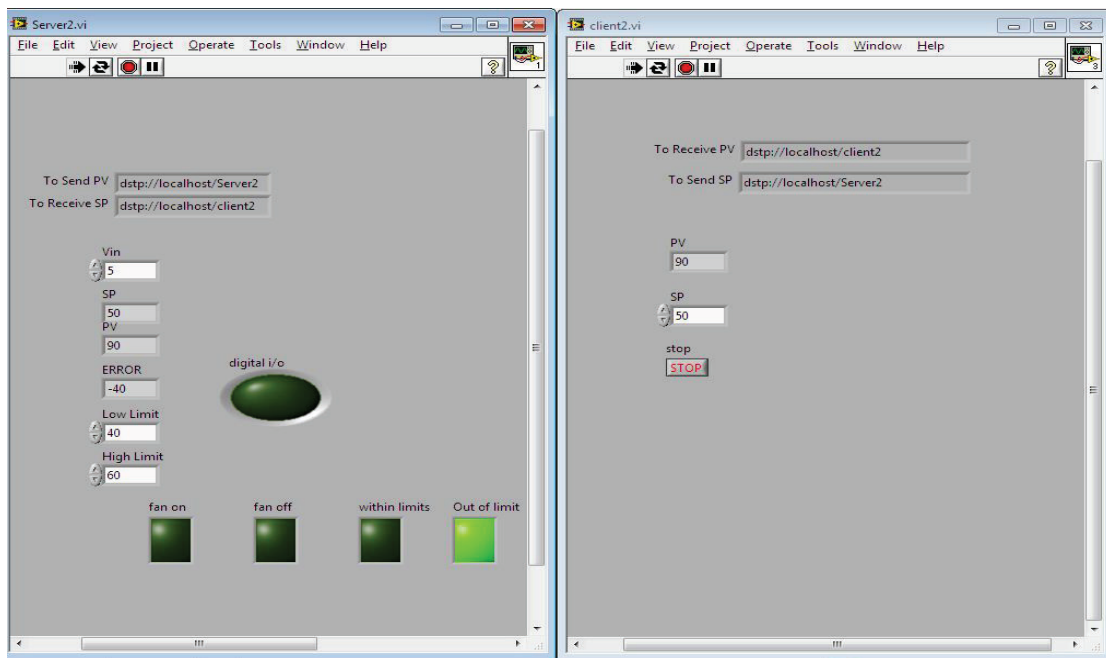 Server2.vi
File Edit View Project Operate Tools Window Help
1
To Send PV dstp://localhost/Server2
To Receive SP dstp://localhost/client2
Vin
5
SP
50
PV
90
ERROR
-40
digital i/o
Low Limit
40
High Limit
60
fan on fan off within limits Out of limit
client2.vi
File Edit View Project Operate Tools Window Help
3
To Receive PV dstp://localhost/client2
To Send SP dstp://localhost/Server2
PV
90
SP
50
stop
STOP